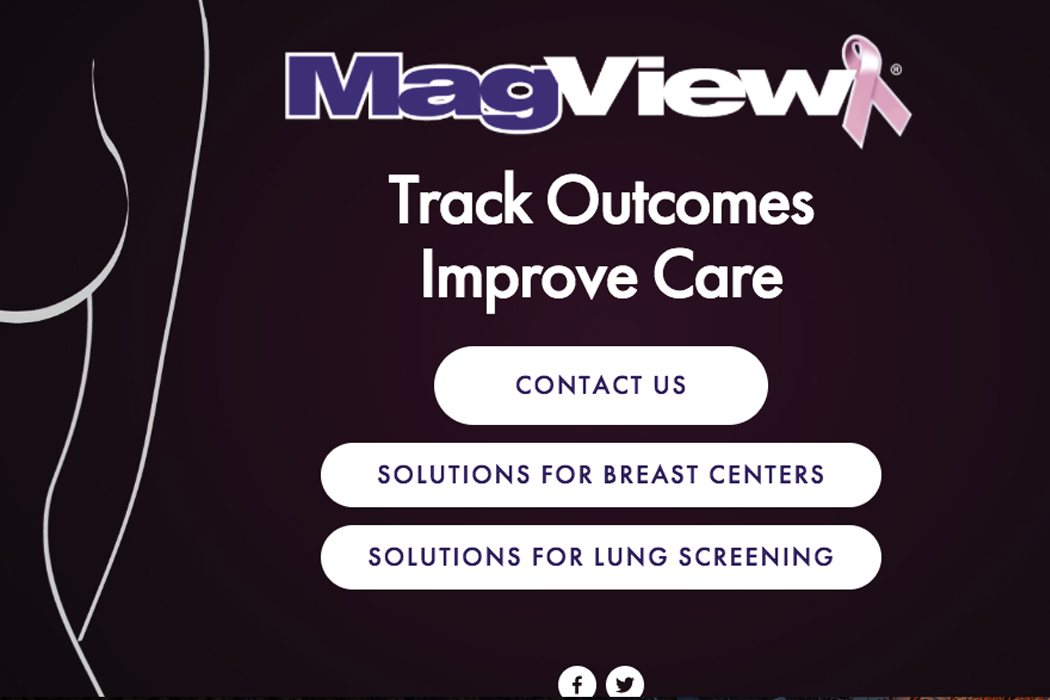 MagView®
Track Outcomes
Improve Care
CONTACT US
SOLUTIONS FOR BREAST CENTERS
SOLUTIONS FOR LUNG SCREENING